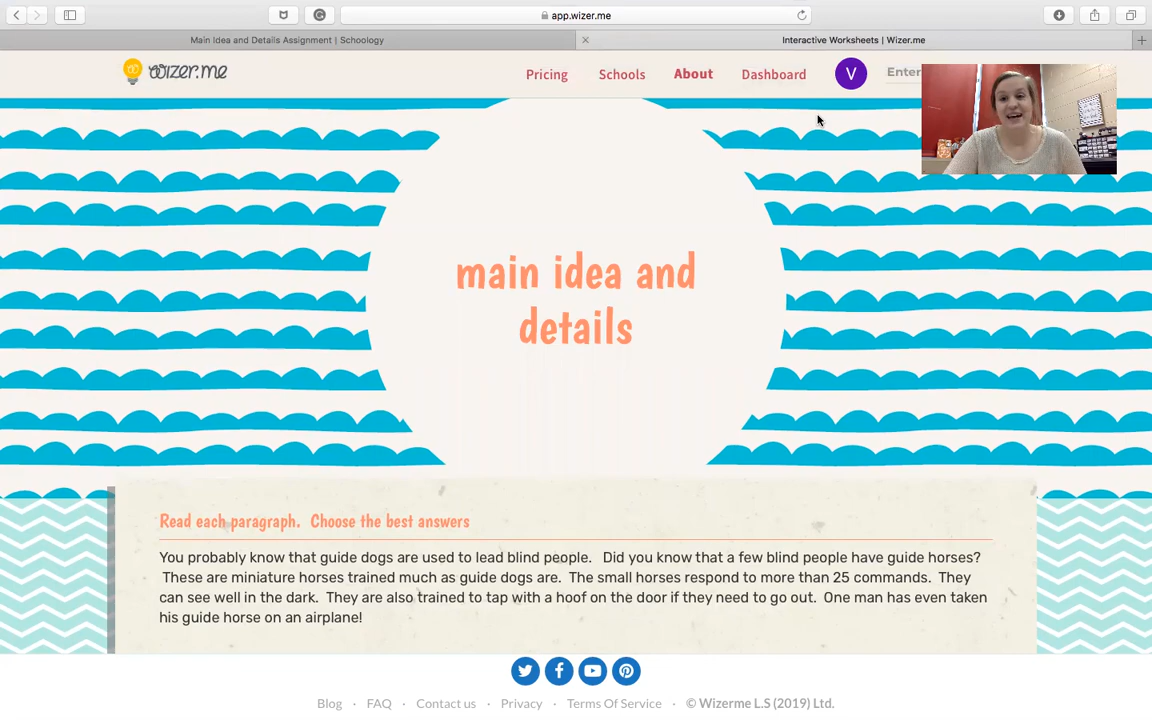 app.wizer.me
Main Idea and Details Assignment | Schoology
Interactive Worksheets | Wizer.me
wizer.me
Pricing
Schools
About
Dashboard
V
Enter
main idea and
details
Read each paragraph. Choose the best answers
You probably know that guide dogs are used to lead blind people. Did you know that a few blind people have guide horses?
These are miniature horses trained much as guide dogs are. The small horses respond to more than 25 commands. They
can see well in the dark. They are also trained to tap with a hoof on the door if they need to go out. One man has even taken
his guide horse on an airplane!
Blog · FAQ · Contact us · Privacy · Terms Of Service · © Wizerme L.S (2019) Ltd.